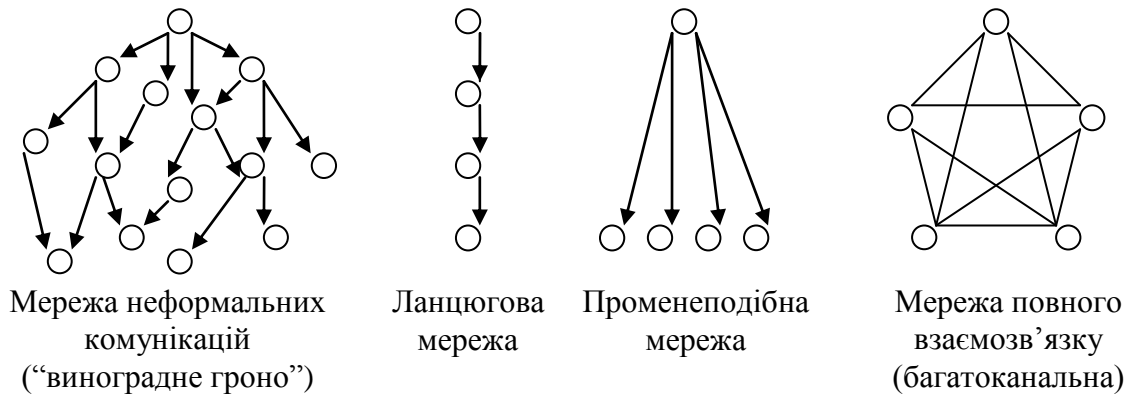 Мережа неформальних
комунікацій
(“виноградне гроно”)
Ланцюгова
мережа
Променеподібна
мережа
Мережа повного
взаємозв’язку
(багатоканальна)